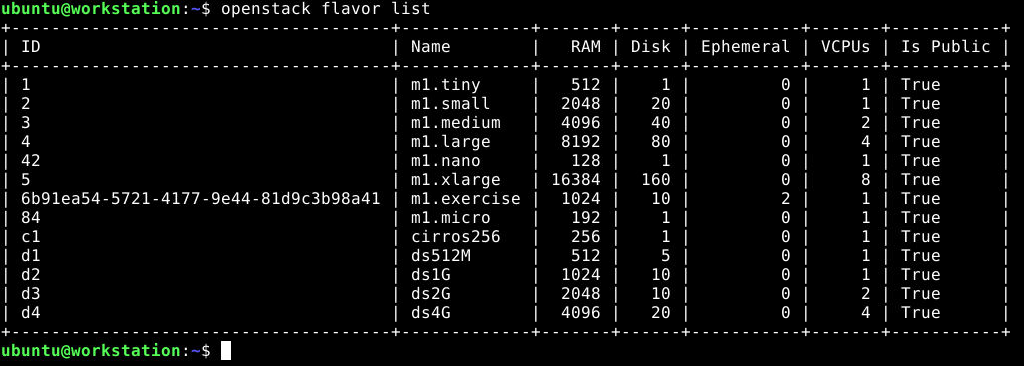 ubuntu@workstation:~$ openstack flavor list
+--------------------------------------+-------------+-------+------+-----------+-------+-----------+
| ID                                   | Name        |   RAM | Disk | Ephemeral | VCPUs | Is Public |
+--------------------------------------+-------------+-------+------+-----------+-------+-----------+
| 1                                    | m1.tiny     |   512 |    1 |         0 |     1 | True      |
| 2                                    | m1.small    |  2048 |   20 |         0 |     1 | True      |
| 3                                    | m1.medium   |  4096 |   40 |         0 |     2 | True      |
| 4                                    | m1.large    |  8192 |   80 |         0 |     4 | True      |
| 42                                   | m1.nano     |   128 |    1 |         0 |     1 | True      |
| 5                                    | m1.xlarge   | 16384 |  160 |         0 |     8 | True      |
| 6b91ea54-5721-4177-9e44-81d9c3b98a41 | m1.exercise |  1024 |   10 |         2 |     1 | True      |
| 84                                   | m1.micro    |   192 |    1 |         0 |     1 | True      |
| c1                                   | cirros256   |   256 |    1 |         0 |     1 | True      |
| d1                                   | ds512M      |   512 |    5 |         0 |     1 | True      |
| d2                                   | ds1G        |  1024 |   10 |         0 |     1 | True      |
| d3                                   | ds2G        |  2048 |   10 |         0 |     2 | True      |
| d4                                   | ds4G        |  4096 |   20 |         0 |     4 | True      |
+--------------------------------------+-------------+-------+------+-----------+-------+-----------+
ubuntu@workstation:~$